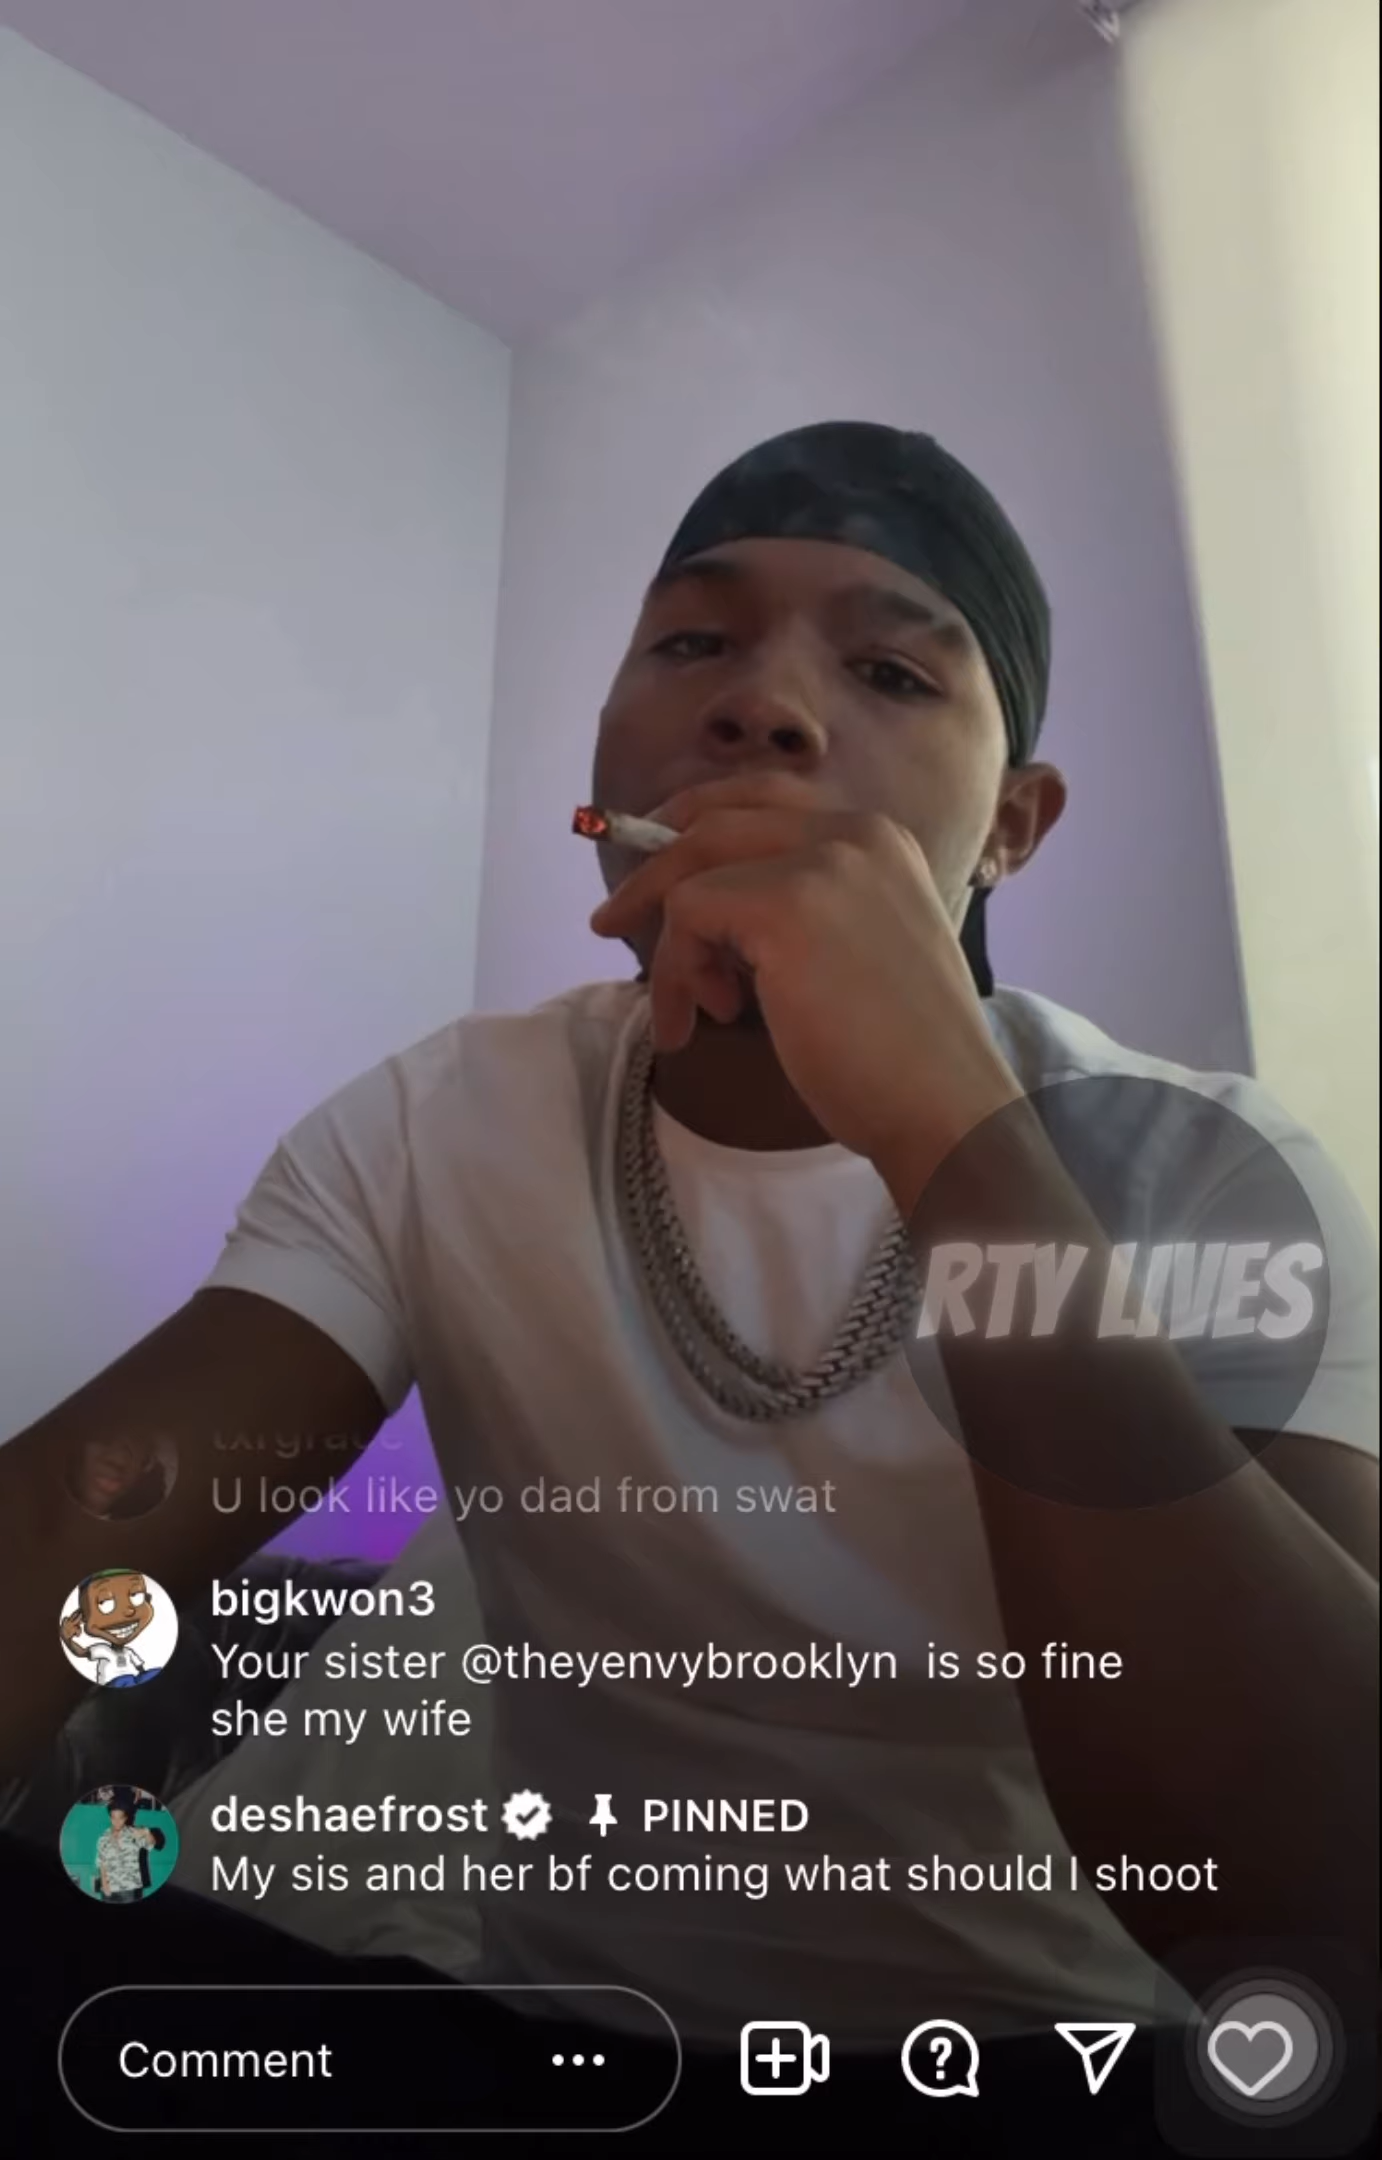 RTY LIVES
U look like yo dad from swat
bigkwon3
Your sister @theyenvybrooklyn is so fine
she my wife
deshaefrost PINNED
My sis and her bf coming what should I shoot
Comment